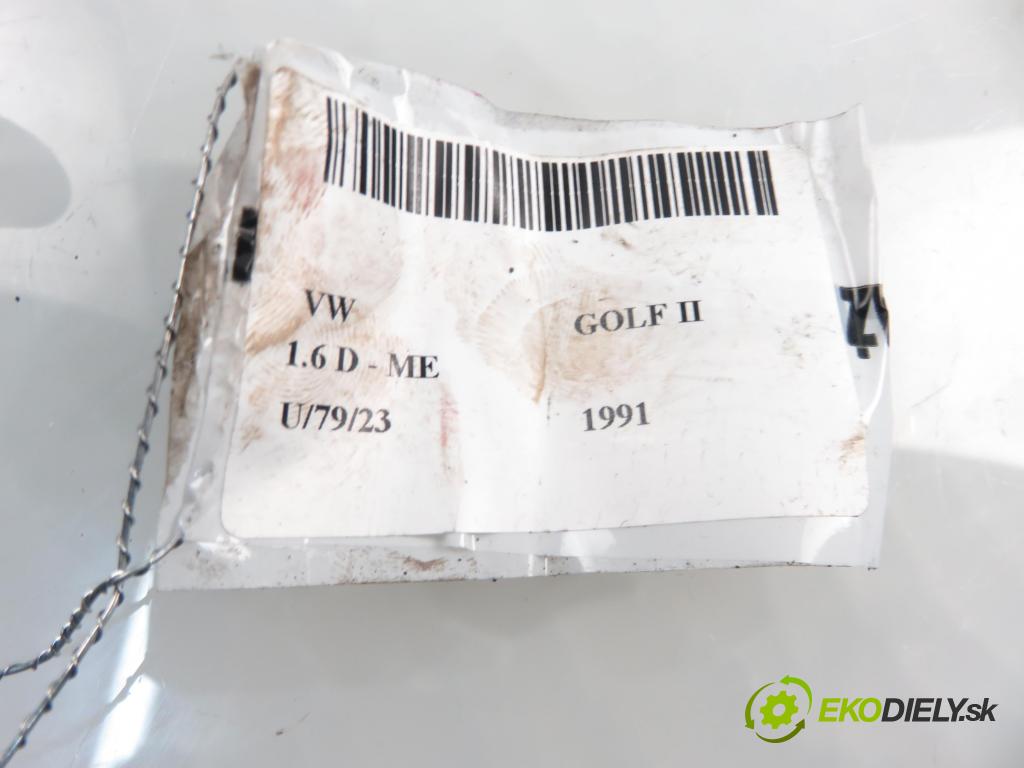 VW GOLF II
1.6 D - ME
U/79/23 1991
EKODIELY.sk